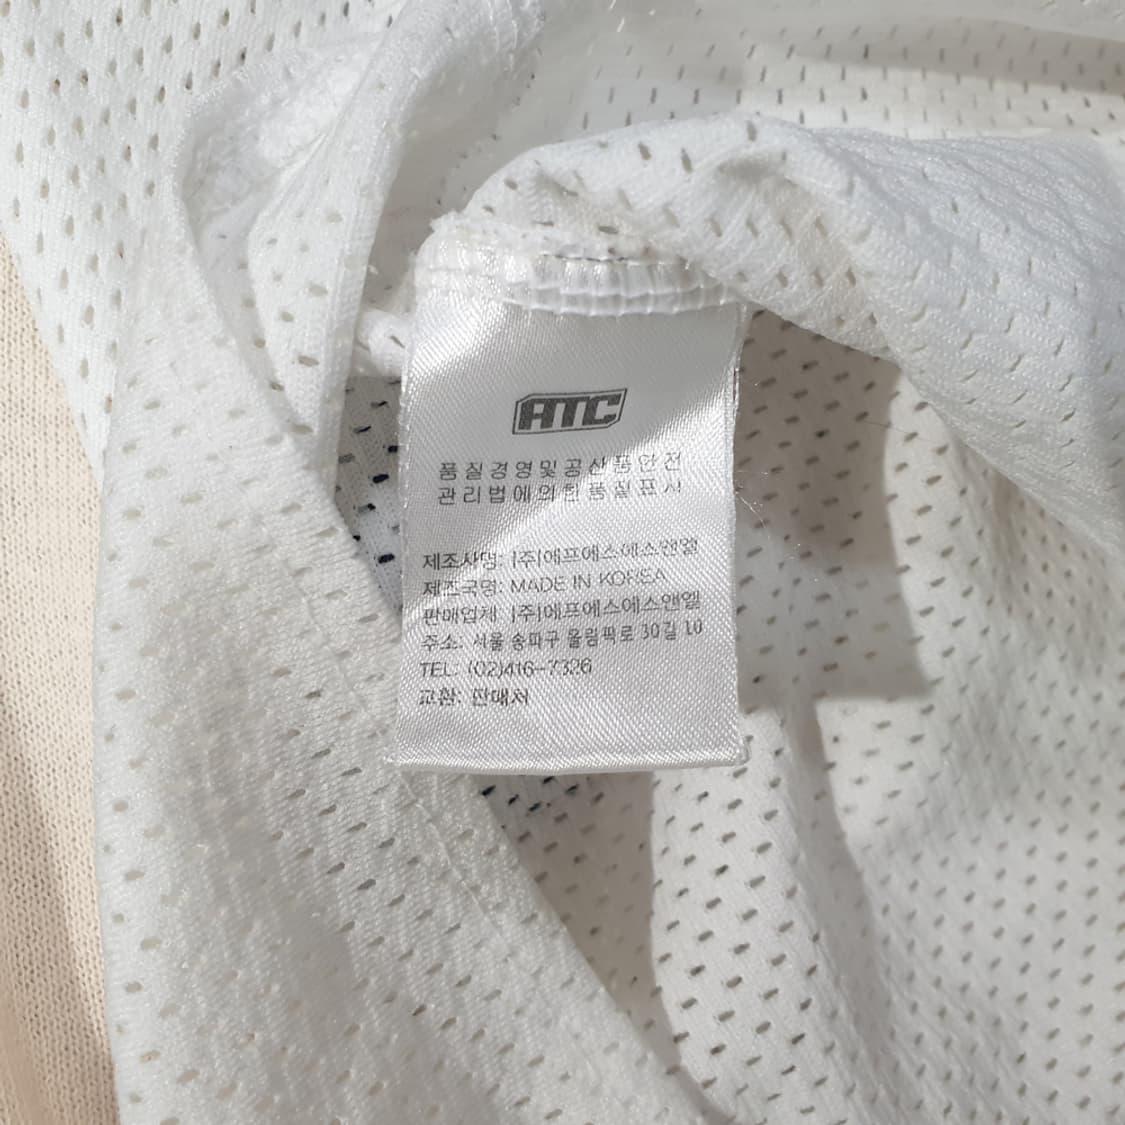 ATC
품질경영및공산품안전
관리법에의한품질표시
제조사명: (주)에프에스에스앤엘
제조국명: MADE IN KOREA
판매업체 (주)에프에스에스앤엘
주소: 서울 송파구 올림픽로 30길 10
TEL: (02)416-7326
교환: 판매처